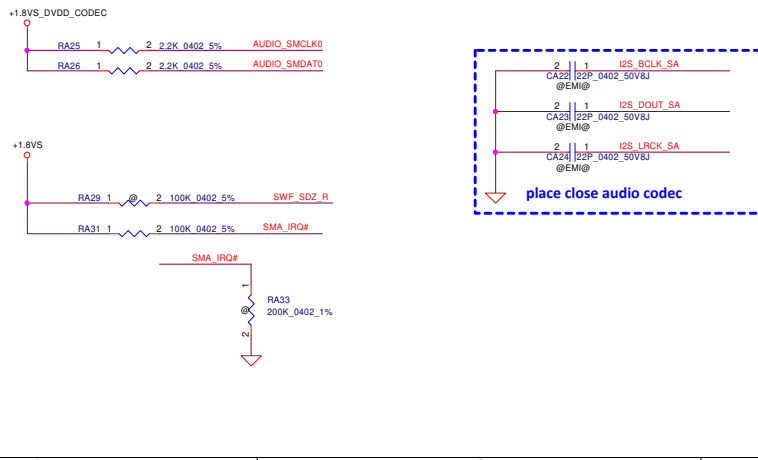 +1.8VS_DVDD_CODEC
RA25 1 2 2.2K_0402_5% AUDIO_SMCLK0
RA26 1 2 2.2K_0402_5% AUDIO_SMDAT0
+1.8VS
RA29 1 @ 2 100K_0402_5% SWF_SDZ_R
RA31 1 2 100K_0402_5% SMA_IRQ#
SMA_IRQ#
1
RA33
@ 200K_0402_1%
2
2 1 I2S_BCLK_SA
CA22 22P_0402_50V8J
@EMI@
2 1 I2S_DOUT_SA
CA23 22P_0402_50V8J
@EMI@
2 1 I2S_LRCK_SA
CA24 22P_0402_50V8J
@EMI@
place close audio codec